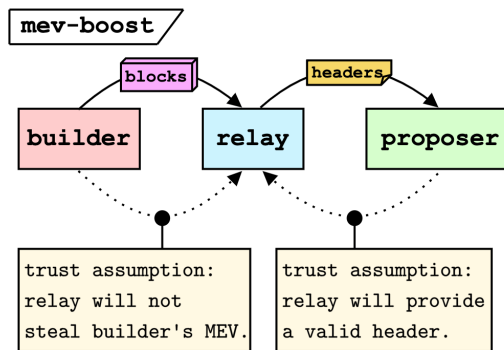 mev-boost
blocks
headers
builder
relay
proposer
trust assumption:
relay will not
steal builder's MEV.
trust assumption:
relay will provide
a valid header.